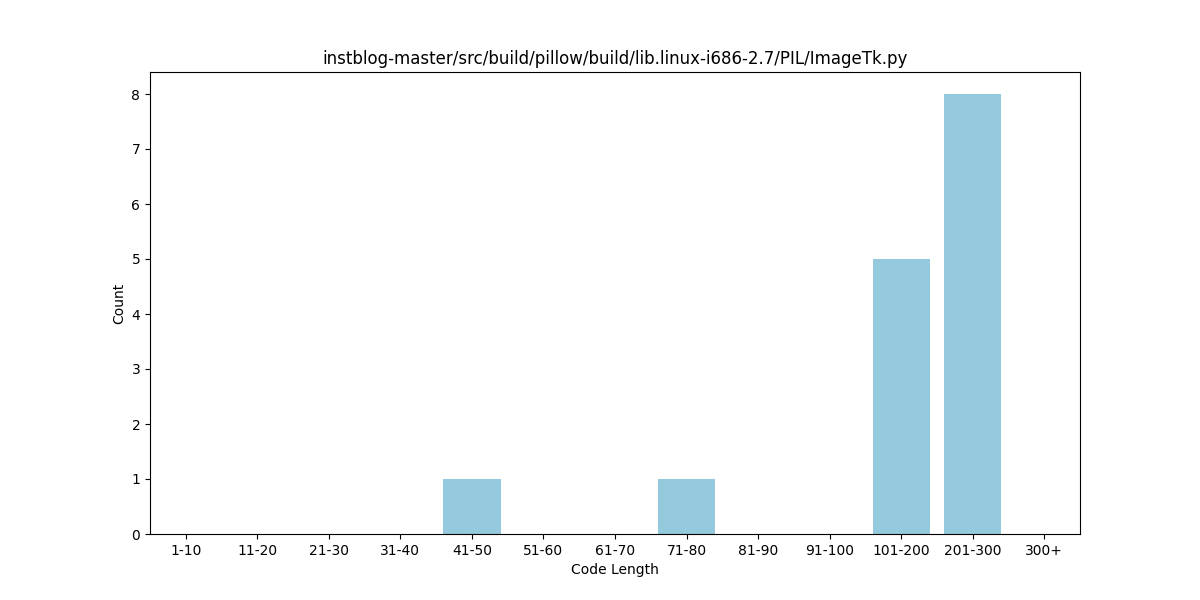 instblog-master/src/build/pillow/build/lib.linux-i686-2.7/PIL/ImageTk.py
8
7
6
5
4
3
2
1
0
Count
1-10 11-20 21-30 31-40 41-50 51-60 61-70 71-80 81-90 91-100 101-200 201-300 300+
Code Length